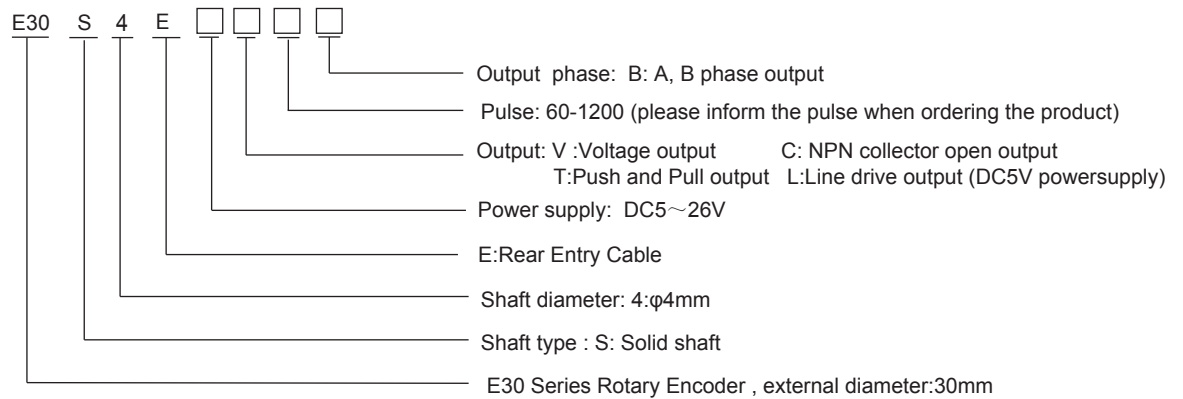 E30 S 4 E □ □ □ □
Output phase: B: A, B phase output
Pulse: 60-1200 (please inform the pulse when ordering the product)
Output: V :Voltage output C: NPN collector open output
T:Push and Pull output L:Line drive output (DC5V powersupply)
Power supply: DC5～26V
E:Rear Entry Cable
Shaft diameter: 4:φ4mm
Shaft type : S: Solid shaft
E30 Series Rotary Encoder , external diameter:30mm